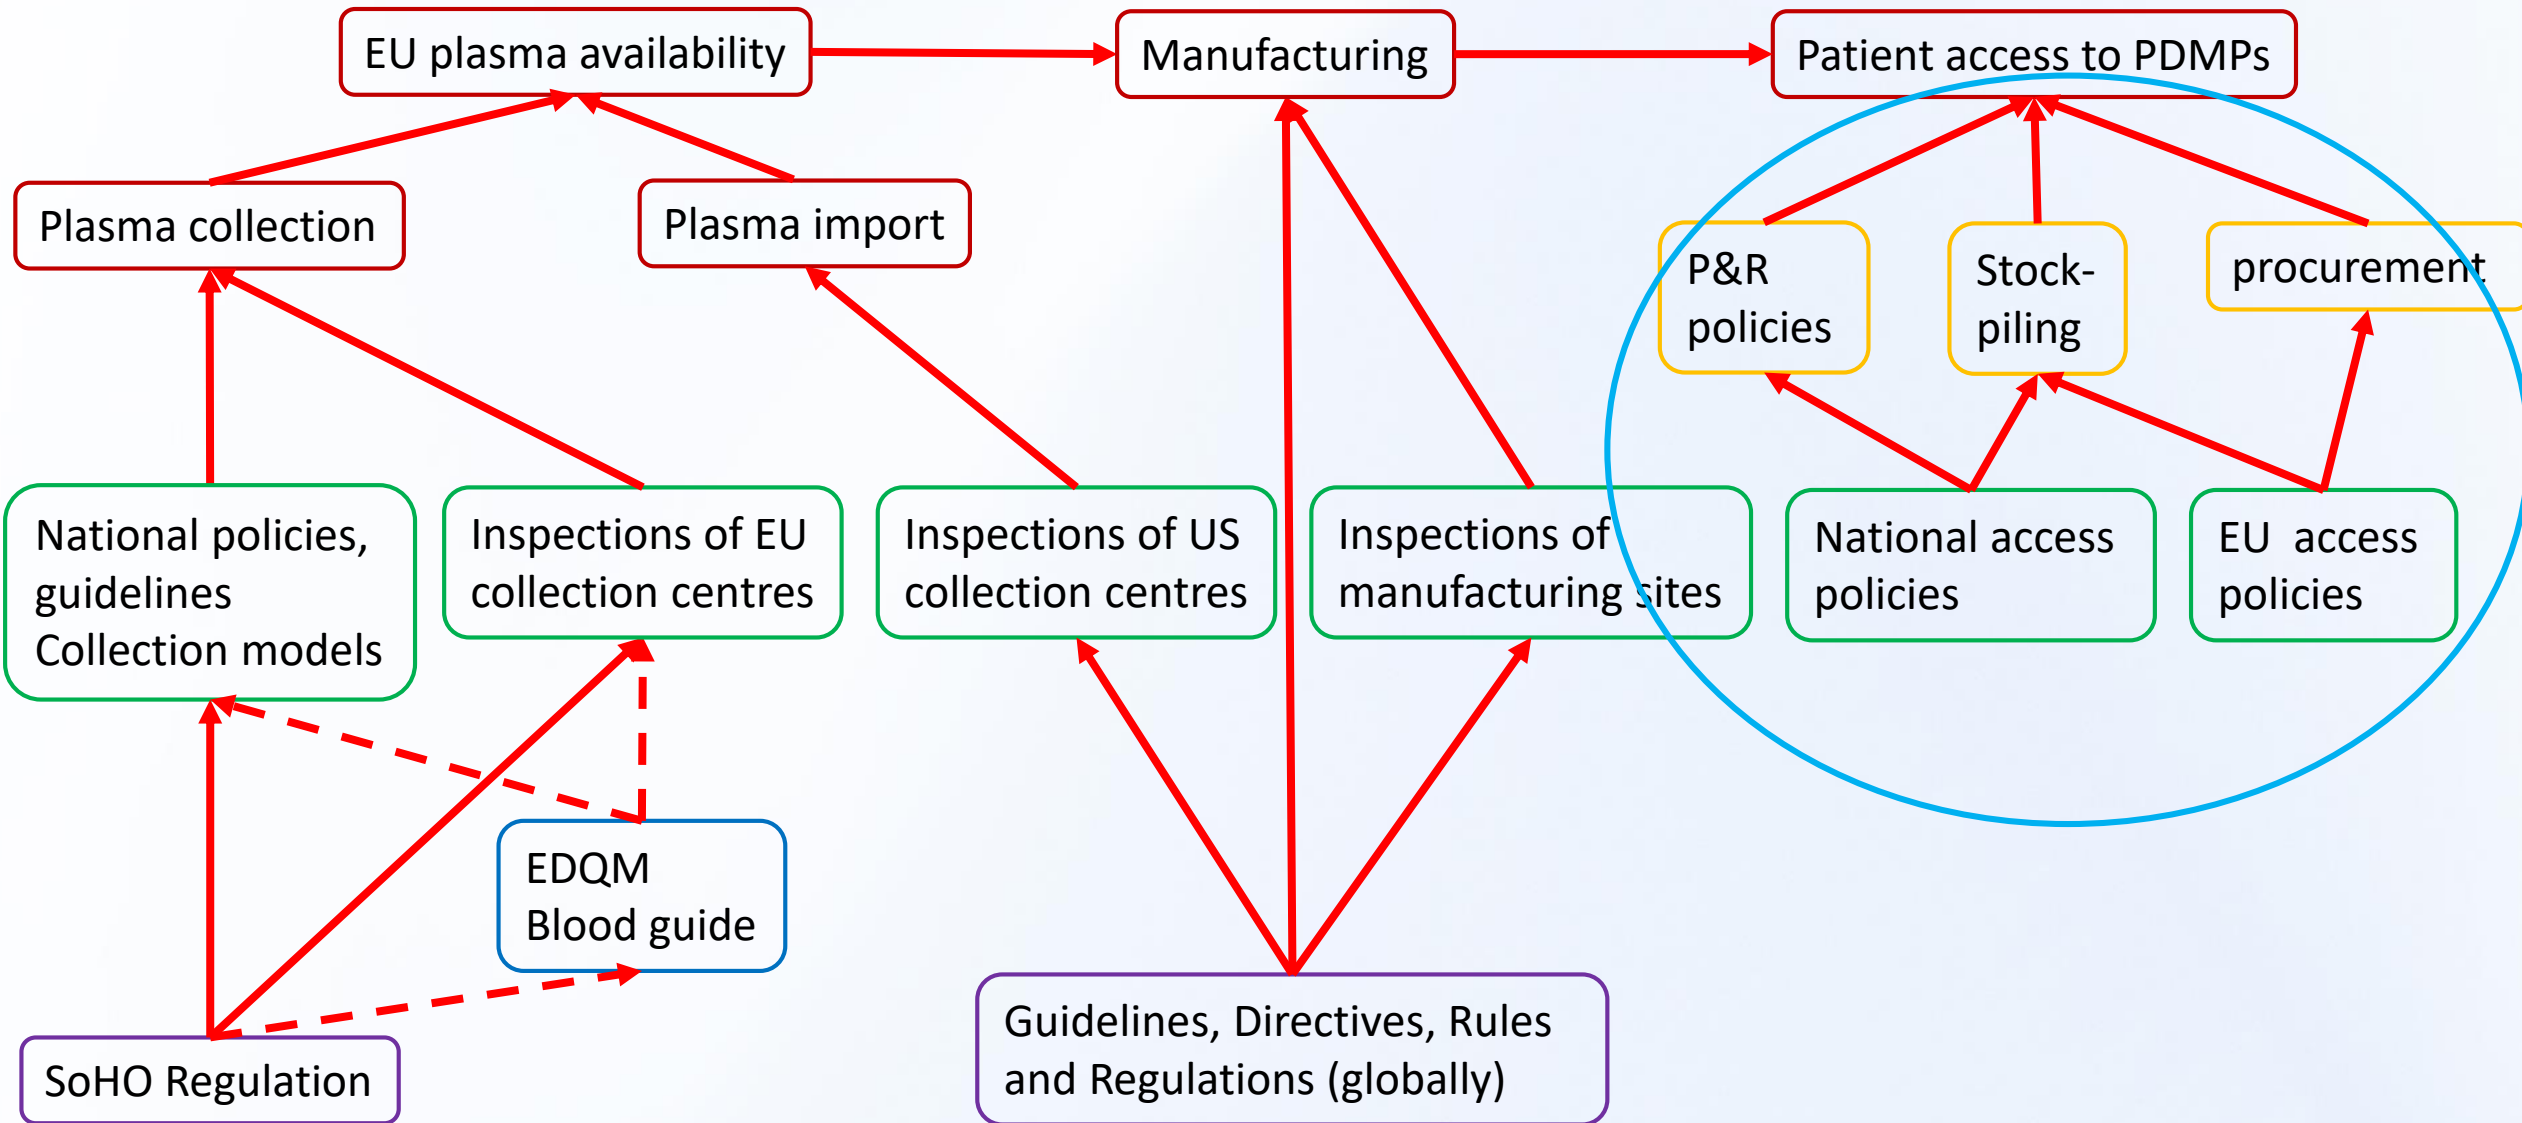 EU plasma availability
Manufacturing
Patient access to PDMPs
Plasma collection
Plasma import
P&R
policies
Stock-
piling
procurement
National policies,
guidelines
Collection models
Inspections of EU
collection centres
Inspections of US
collection centres
Inspections of
manufacturing sites
National access
policies
EU  access
policies
EDQM
Blood guide
SoHO Regulation
Guidelines, Directives, Rules
and Regulations (globally)